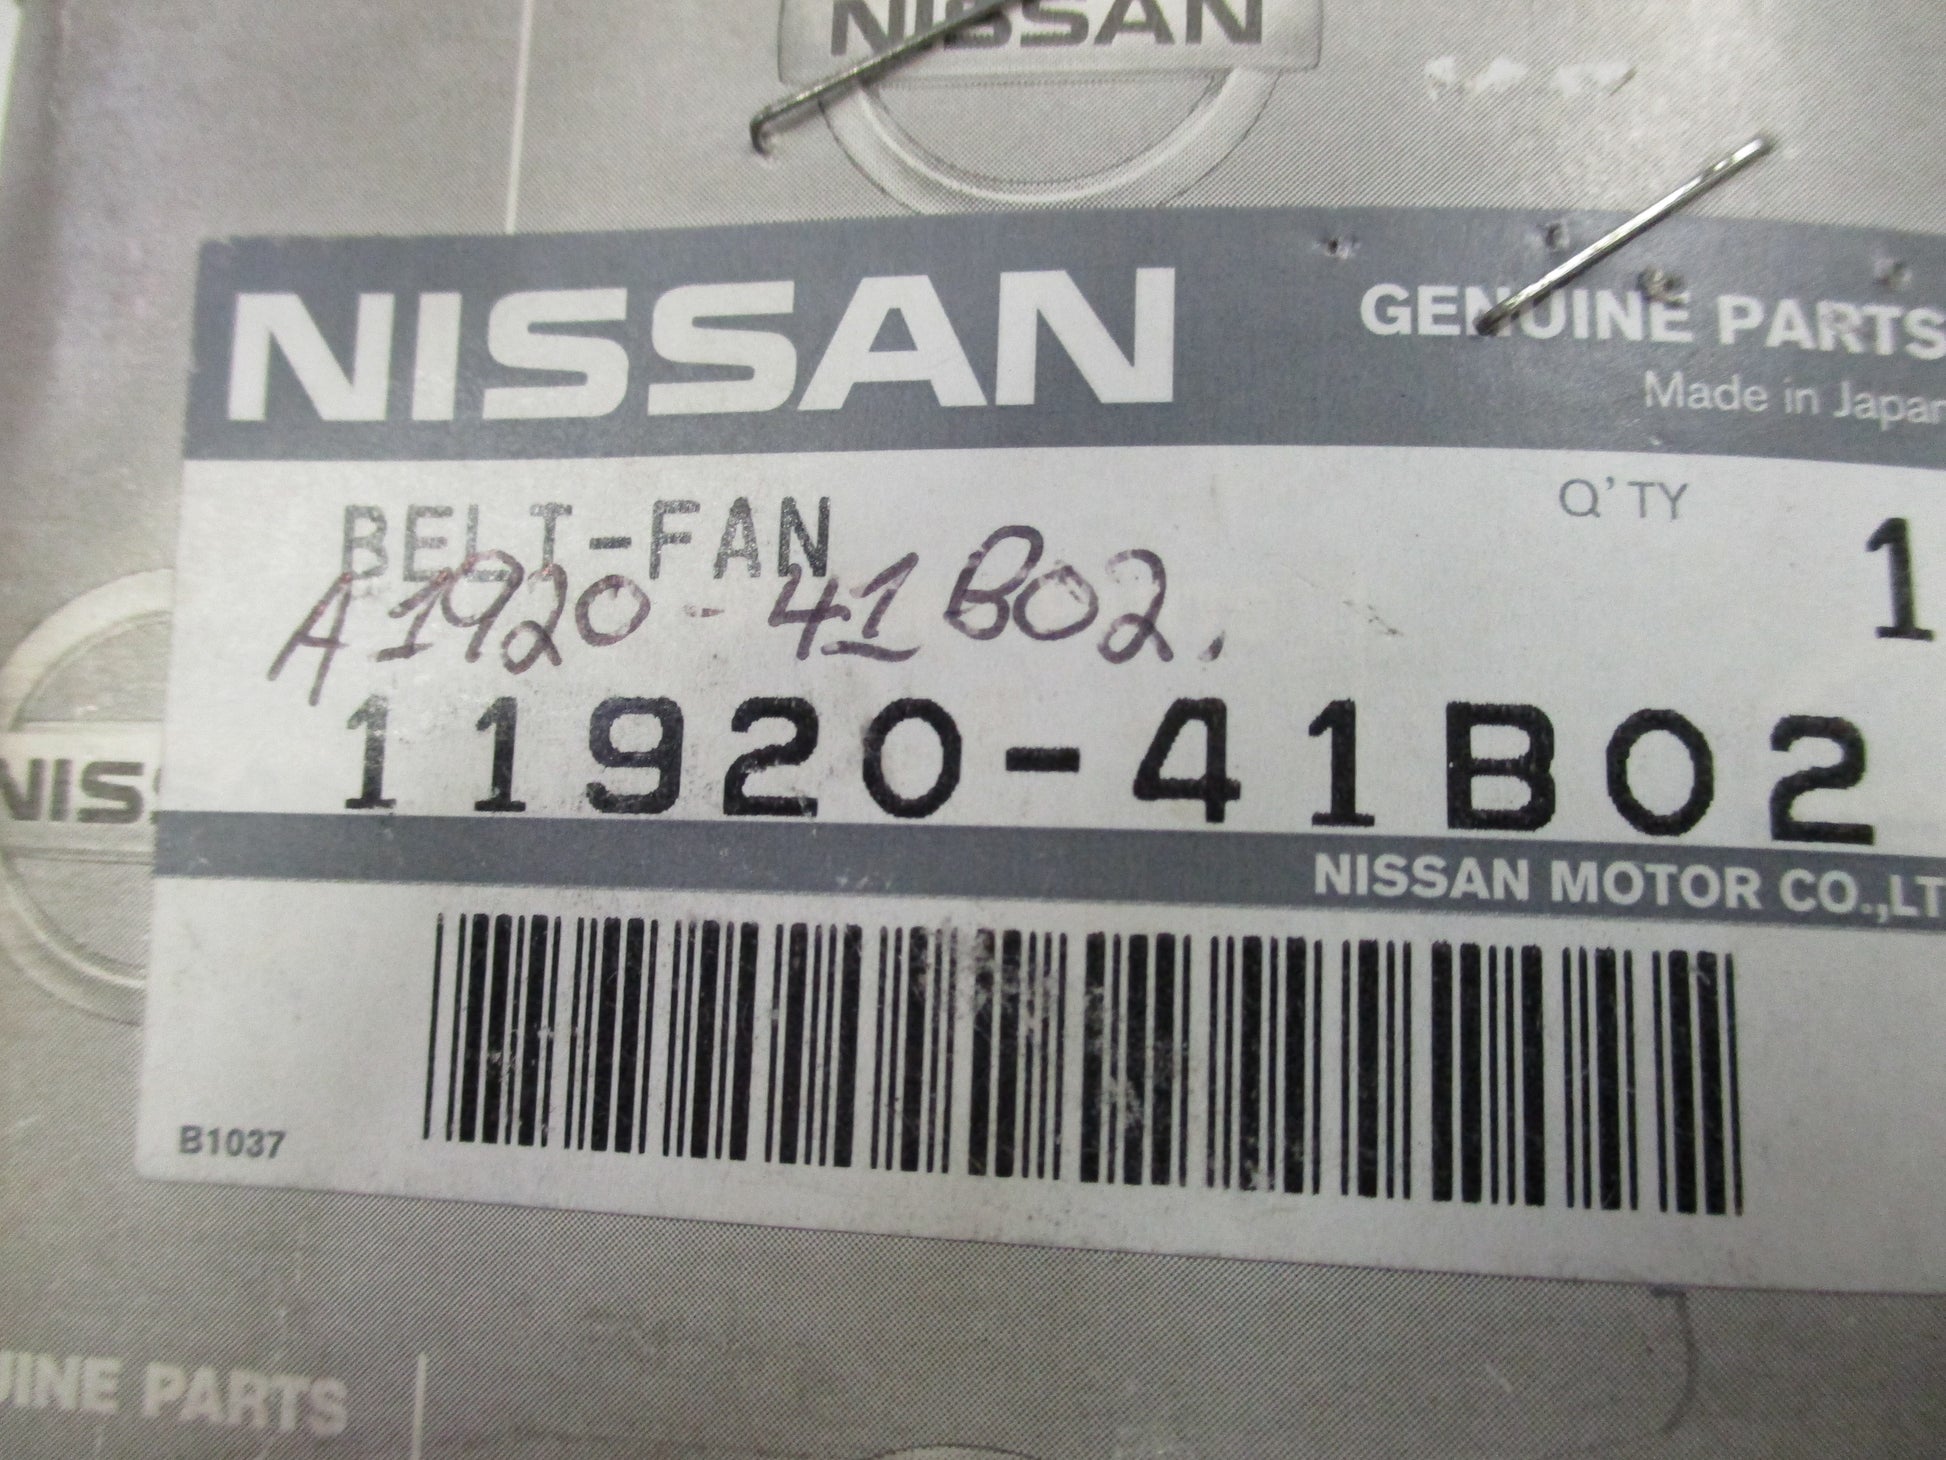 NISSAN
NISSAN
GENUINE PARTS
Made in Japan
BELT-FAN
Q'TY
1
A1920-41B02.
11920-41B02
NIS
NISSAN MOTOR CO.,LT
B1037
UINE PARTS